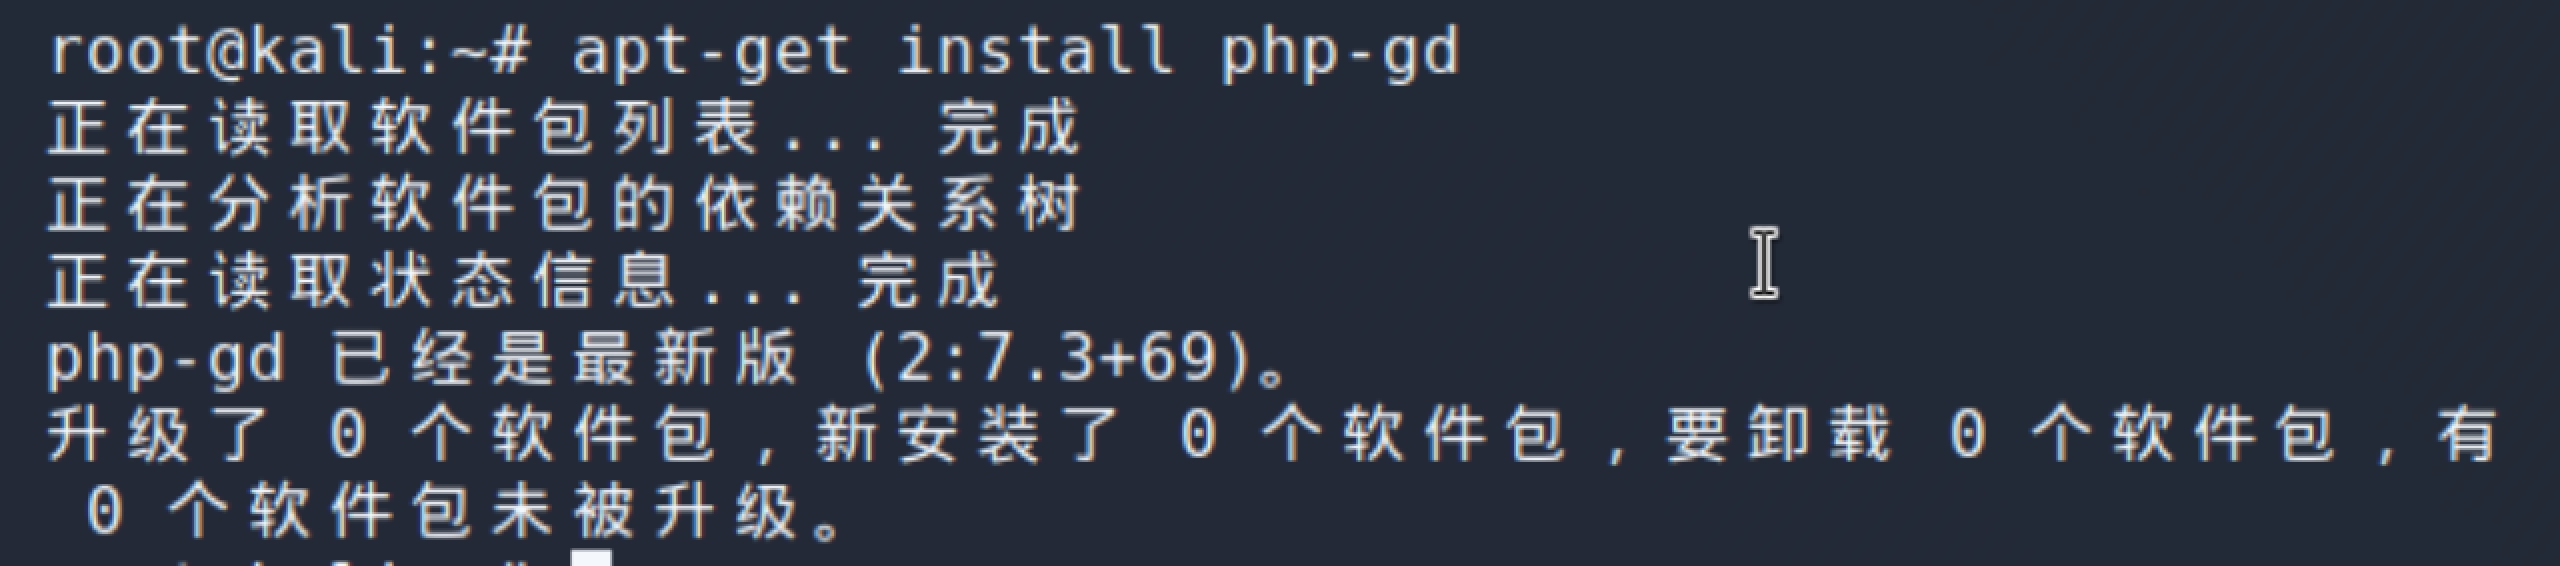 root@kali:~# apt-get install php-gd
正在读取软件包列表... 完成
正在分析软件包的依赖关系树
正在读取状态信息... 完成
php-gd 已经是最新版 (2:7.3+69)。
升级了 0 个软件包，新安装了 0 个软件包，要卸载 0 个软件包，有
0 个软件包未被升级。